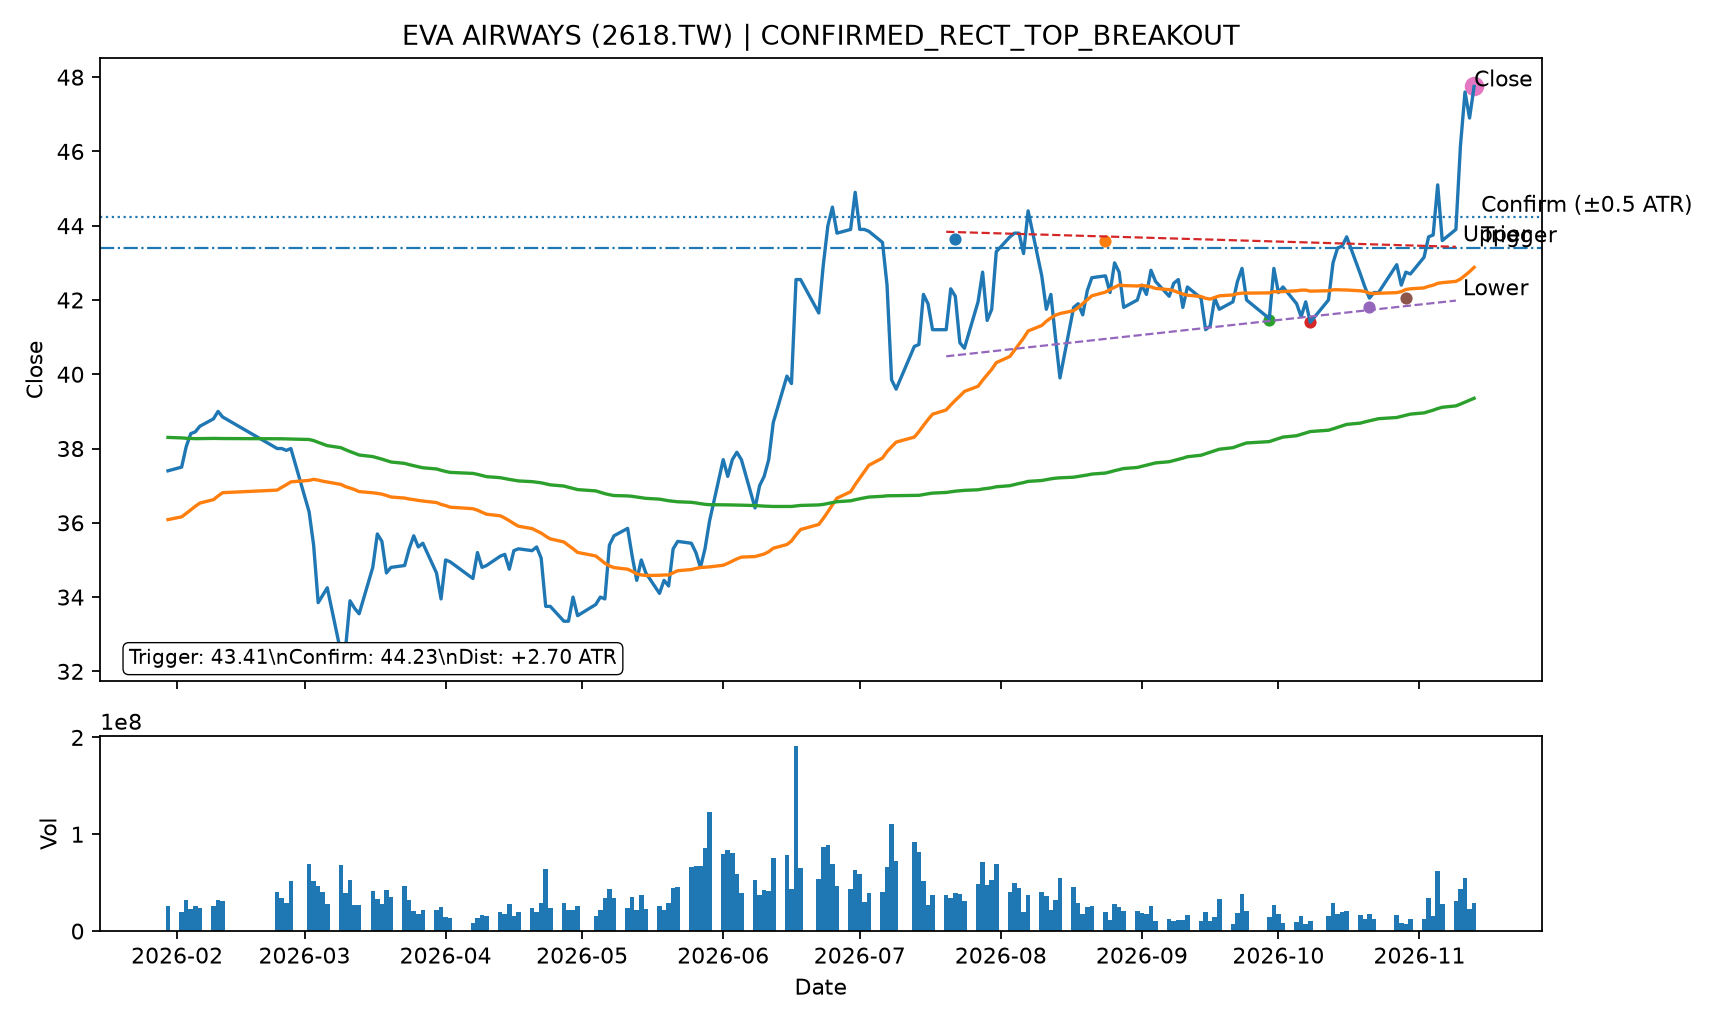 EVA AIRWAYS (2618.TW) | CONFIRMED_RECT_TOP_BREAKOUT
Close
48
46
44
42
40
38
36
34
32
Close
Confirm (±0.5 ATR)
Upper
Trigger
Lower
Trigger: 43.41\nConfirm: 44.23\nDist: +2.70 ATR
1e8
Vol
2
1
0
2026-02 2026-03 2026-04 2026-05 2026-06 2026-07 2026-08 2026-09 2026-10 2026-11
Date